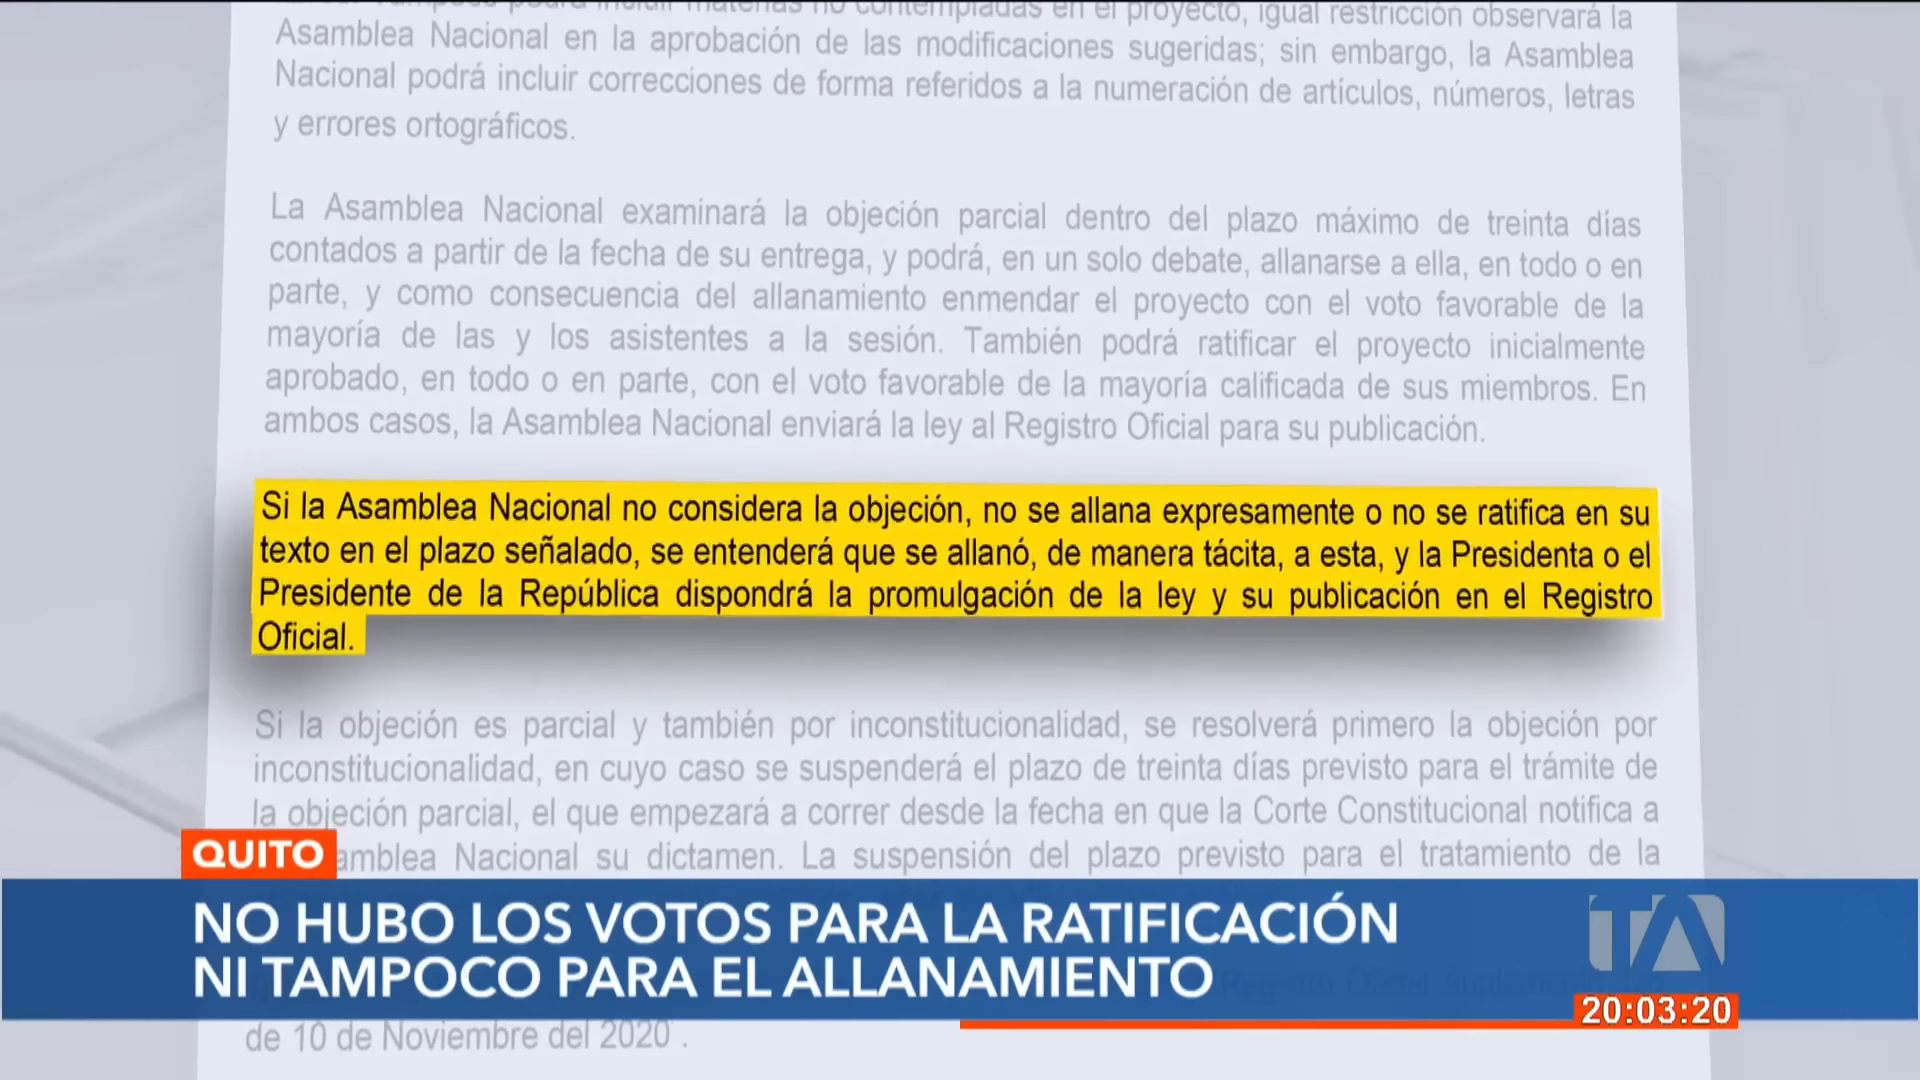 materias no contempladas en el proyecto, igual restricción observará la
Asamblea Nacional en la aprobación de las modificaciones sugeridas; sin embargo, la Asamblea
Nacional podrá incluir correcciones de forma referidos a la numeración de artículos, números, letras
y errores ortográficos.
La Asamblea Nacional examinará la objeción parcial dentro del plazo máximo de treinta días
contados a partir de la fecha de su entrega, y podrá, en un solo debate, allanarse a ella, en todo o en
parte, y como consecuencia del allanamiento enmendar el proyecto con el voto favorable de la
mayoría de las y los asistentes a la sesión. También podrá ratificar el proyecto inicialmente
aprobado, en todo o en parte, con el voto favorable de la mayoría calificada de sus miembros. En
ambos casos, la Asamblea Nacional enviará la ley al Registro Oficial para su publicación.
Si la Asamblea Nacional no considera la objeción, no se allana expresamente o no se ratifica en su
texto en el plazo señalado, se entenderá que se allanó, de manera tácita, a esta, y la Presidenta o el
Presidente de la República dispondrá la promulgación de la ley y su publicación en el Registro
Oficial.
Si la objeción es parcial y también por inconstitucionalidad, se resolverá primero la objeción por
inconstitucionalidad, en cuyo caso se suspenderá el plazo de treinta días previsto para el trámite de
la objeción parcial, el que empezará a correr desde la fecha en que la Corte Constitucional notifica a
amblea Nacional su dictamen. La suspensión del plazo previsto para el tratamiento de la
QUITO
NO HUBO LOS VOTOS PARA LA RATIFICACIÓN
NI TAMPOCO PARA EL ALLANAMIENTO
TA
20:03:20
de 10 de Noviembre del 2020 .